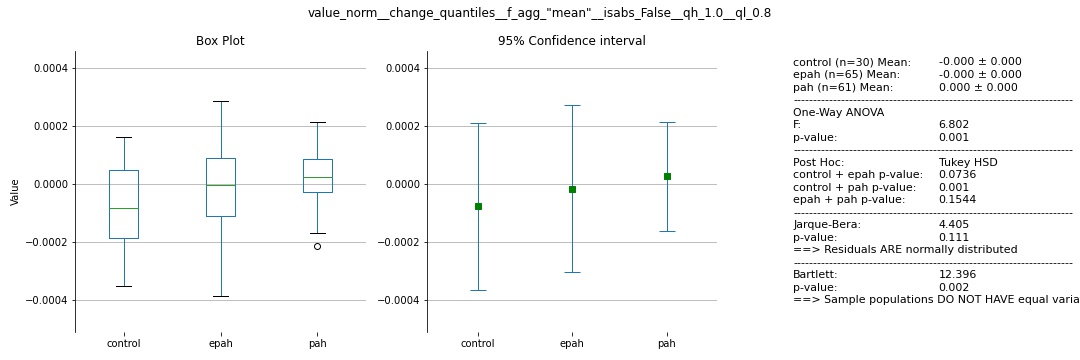 value_norm__change_quantiles__f_agg_"mean"__isabs_False__qh_1.0__ql_0.8
Box Plot
Value
0.0004
0.0002
0.0000
−0.0002
−0.0004
control epah pah
95% Confidence interval
0.0004
0.0002
0.0000
−0.0002
−0.0004
control epah pah
control (n=30) Mean: -0.000 ± 0.000
epah (n=65) Mean: -0.000 ± 0.000
pah (n=61) Mean: 0.000 ± 0.000
One-Way ANOVA
F: 6.802
p-value: 0.001
Post Hoc: Tukey HSD
control + epah p-value: 0.0736
control + pah p-value: 0.001
epah + pah p-value: 0.1544
Jarque-Bera: 4.405
p-value: 0.111
==> Residuals ARE normally distributed
Bartlett: 12.396
p-value: 0.002
==> Sample populations DO NOT HAVE equal varia